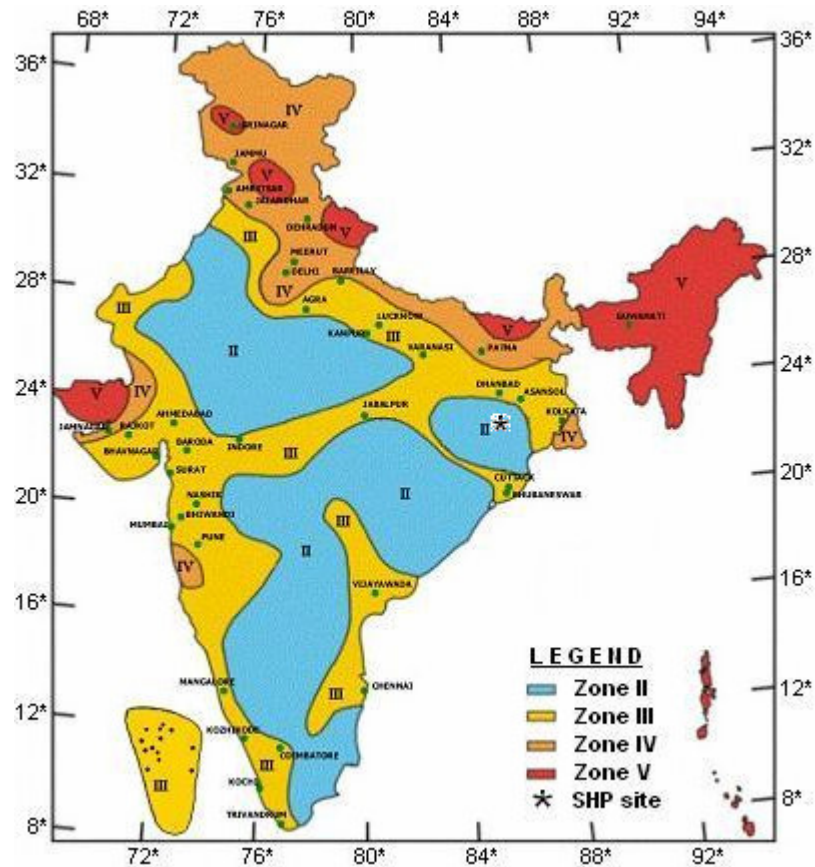 68* 72 76 80 84 88* 92* 94*
36* 36*
IV
V
SRINAGAR
JAMMU
32* 32*
V
AMRITSAR
JALANDHAR
DEHRADUN
V
III
MEERUT
28* 28*
DELHI
BAREILLY
IV
AGRA
III
LUCKNOW
KANPUR
III
V
V
GUWAHATI
VARANASI
PATNA
II
24* 24*
V
IV
DHANBAD
ASANSOL
AHMEDABAD
JABALPUR
KOLKATA
JAMNAGAR
RAJKOT
II
IV
BARODA
INDORE
III
BHAVNAGAR
SURAT
CUTTACK
20* 20*
NASHIK
II
BHUBANESWAR
BHIWANDI
III
MUMBAI
PUNE
II
IV
VIJAYAWADA
16* 16*
LEGEND
MANGALORE
CHENNAI
Zone II
III
12* 12*
Zone III
KOZHIKODE
COIMBATORE
Zone IV
III
III
KOCHI
Zone V
8* 8*
TRIVANDRUM
SHP site
72* 76* 80* 84* 88* 92*